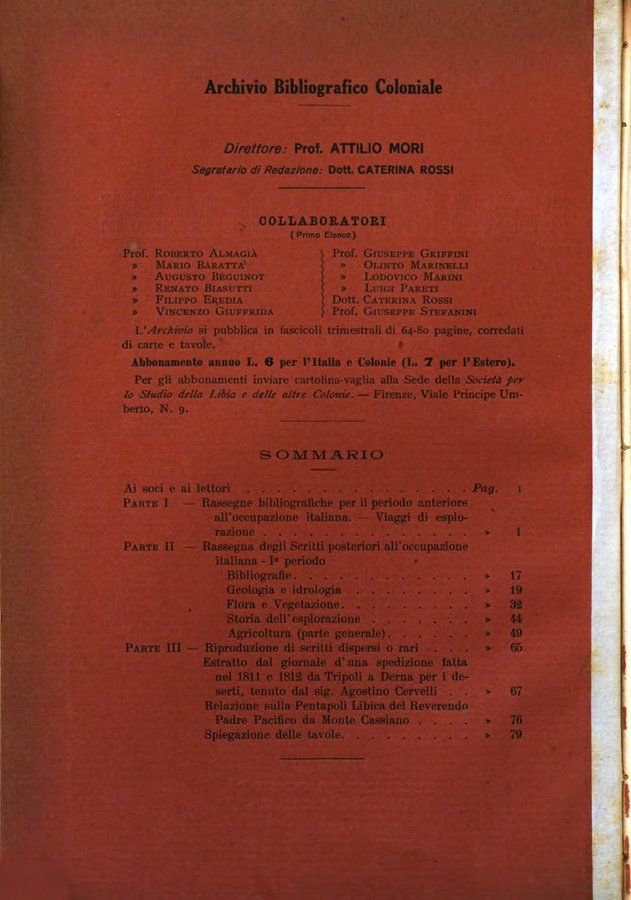 Archivio Bibliografico Coloniale
Direttore: Prof. ATTILIO MORI
Segretario di Redazione: Dott. CATERINA ROSSI
COLLABORATORI
(Primo Elenco)
Prof. ROBERTO ALMAGIÀ
» MARIO BARATTA
» AUGUSTO BÉGUINOT
» RENATO BIASUTTI
» FILIPPO EREDIA
» VINCENZO GIUFFRIDA
Prof. GIUSEPPE GRIFFINI
» OLINTO MARINELLI
» LODOVICO MARINI
» LUIGI PARETI
Dott. CATERINA ROSSI
Prof. GIUSEPPE STEFANINI
L'Archivio si pubblica in fascicoli trimestrali di 64-80 pagine, corredati
di carte e tavole.
Abbonamento annuo L. 6 per l'Italia e Colonie (L. 7 per l'Estero).
Per gli abbonamenti inviare cartolina-vaglia alla Sede della Società per
lo Studio della Libia e delle altre Colonie. — Firenze, Viale Principe Um-
berto, N. 9.
SOMMARIO
Ai soci e ai lettori . . . . . . . . . . . . . . . Pag. 1
PARTE I — Rassegne bibliografiche per il periodo anteriore
all'occupazione italiana. — Viaggi di esplo-
razione . . . . . . . . . . . . . » 1
PARTE II — Rassegna degli Scritti posteriori all'occupazione
italiana - 1º periodo
Bibliografie. . . . . . . . . . . . » 17
Geologia e idrologia . . . . . . . . » 19
Flora e Vegetazione. . . . . . . . . » 32
Storia dell'esplorazione . . . . . . . » 44
Agricoltura (parte generale). . . . . . » 49
PARTE III — Riproduzione di scritti dispersi o rari . . . » 65
Estratto dal giornale d'una spedizione fatta
nel 1811 e 1812 da Tripoli a Derna per i de-
serti, tenuto dal sig. Agostino Cervelli . . » 67
Relazione sulla Pentapoli Libica del Reverendo
Padre Pacifico da Monte Cassiano . . . . » 76
Spiegazione delle tavole. . . . . . . . . » 79